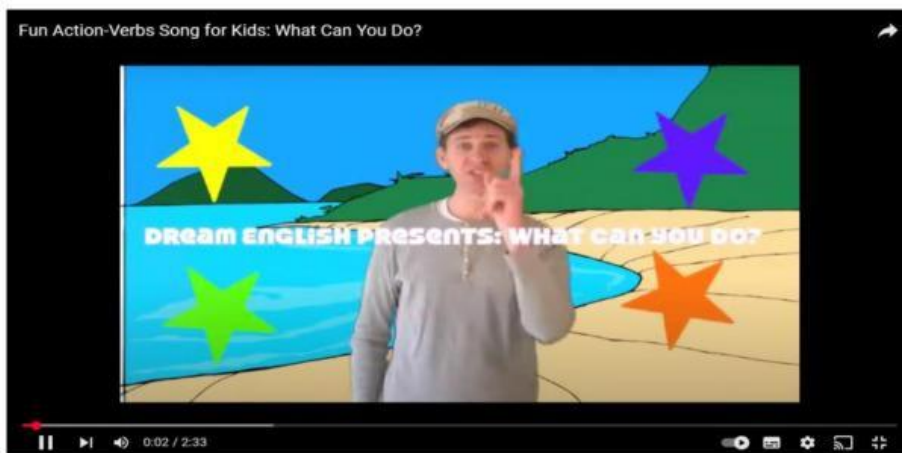 Fun Action-Verbs Song for Kids: What Can You Do?
DReam ENGLISH PReseNTS: WHaT Can you DO?
0:02 / 2:33